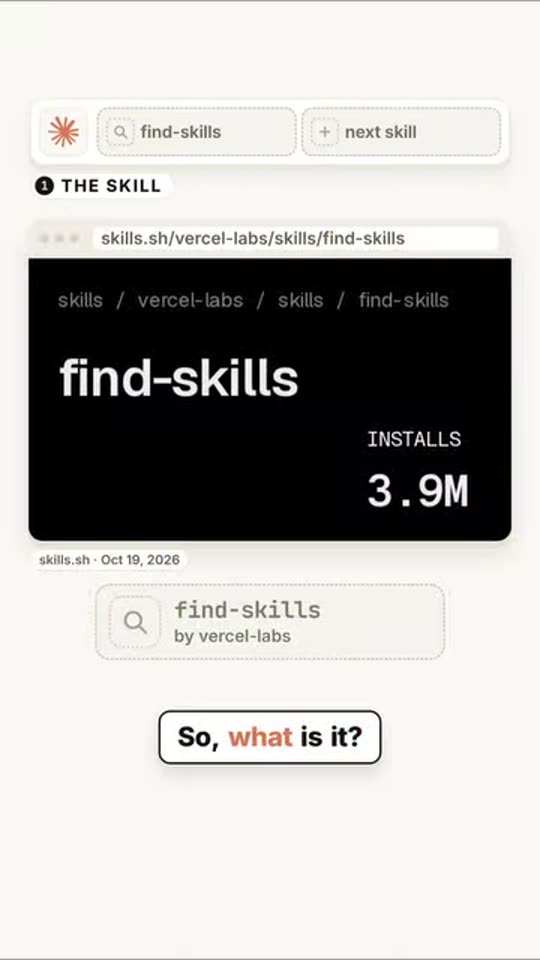 find-skills
next skill
1 THE SKILL
skills.sh/vercel-labs/skills/find-skills
skills / vercel-labs / skills / find-skills
find-skills
INSTALLS
3.9M
skills.sh · Oct 19, 2026
find-skills
by vercel-labs
So, what is it?